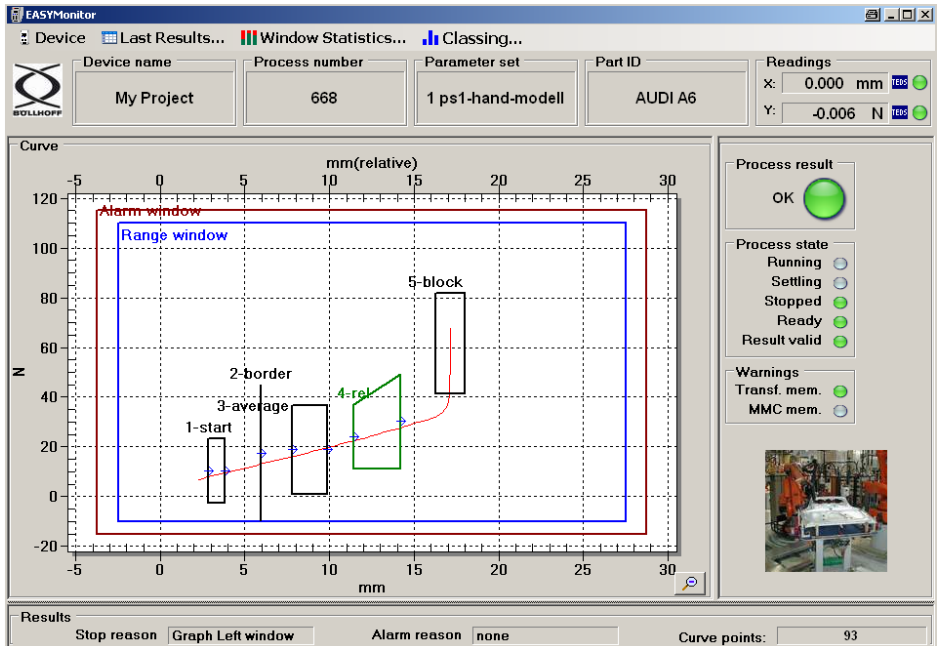 EASYMonitor
Device Last Results... Window Statistics... Classing...
BÖLLHOFF
Device name
My Project
Process number
668
Parameter set
1 ps1-hand-modell
Part ID
AUDI A6
Readings
X: 0.000 mm TEDS
Y: -0.006 N TEDS
Curve
mm(relative)
-5 0 5 10 15 20 25 30
120
100
80
60
40
20
0
-20
N
Alarm window
Range window
5-block
2-border
4-rel
3-average
1-start
-5 0 5 10 15 20 25 30
mm
Process result
OK
Process state
Running
Settling
Stopped
Ready
Result valid
Warnings
Transf. mem.
MMC mem.
Results
Stop reason Graph Left window Alarm reason none Curve points: 93